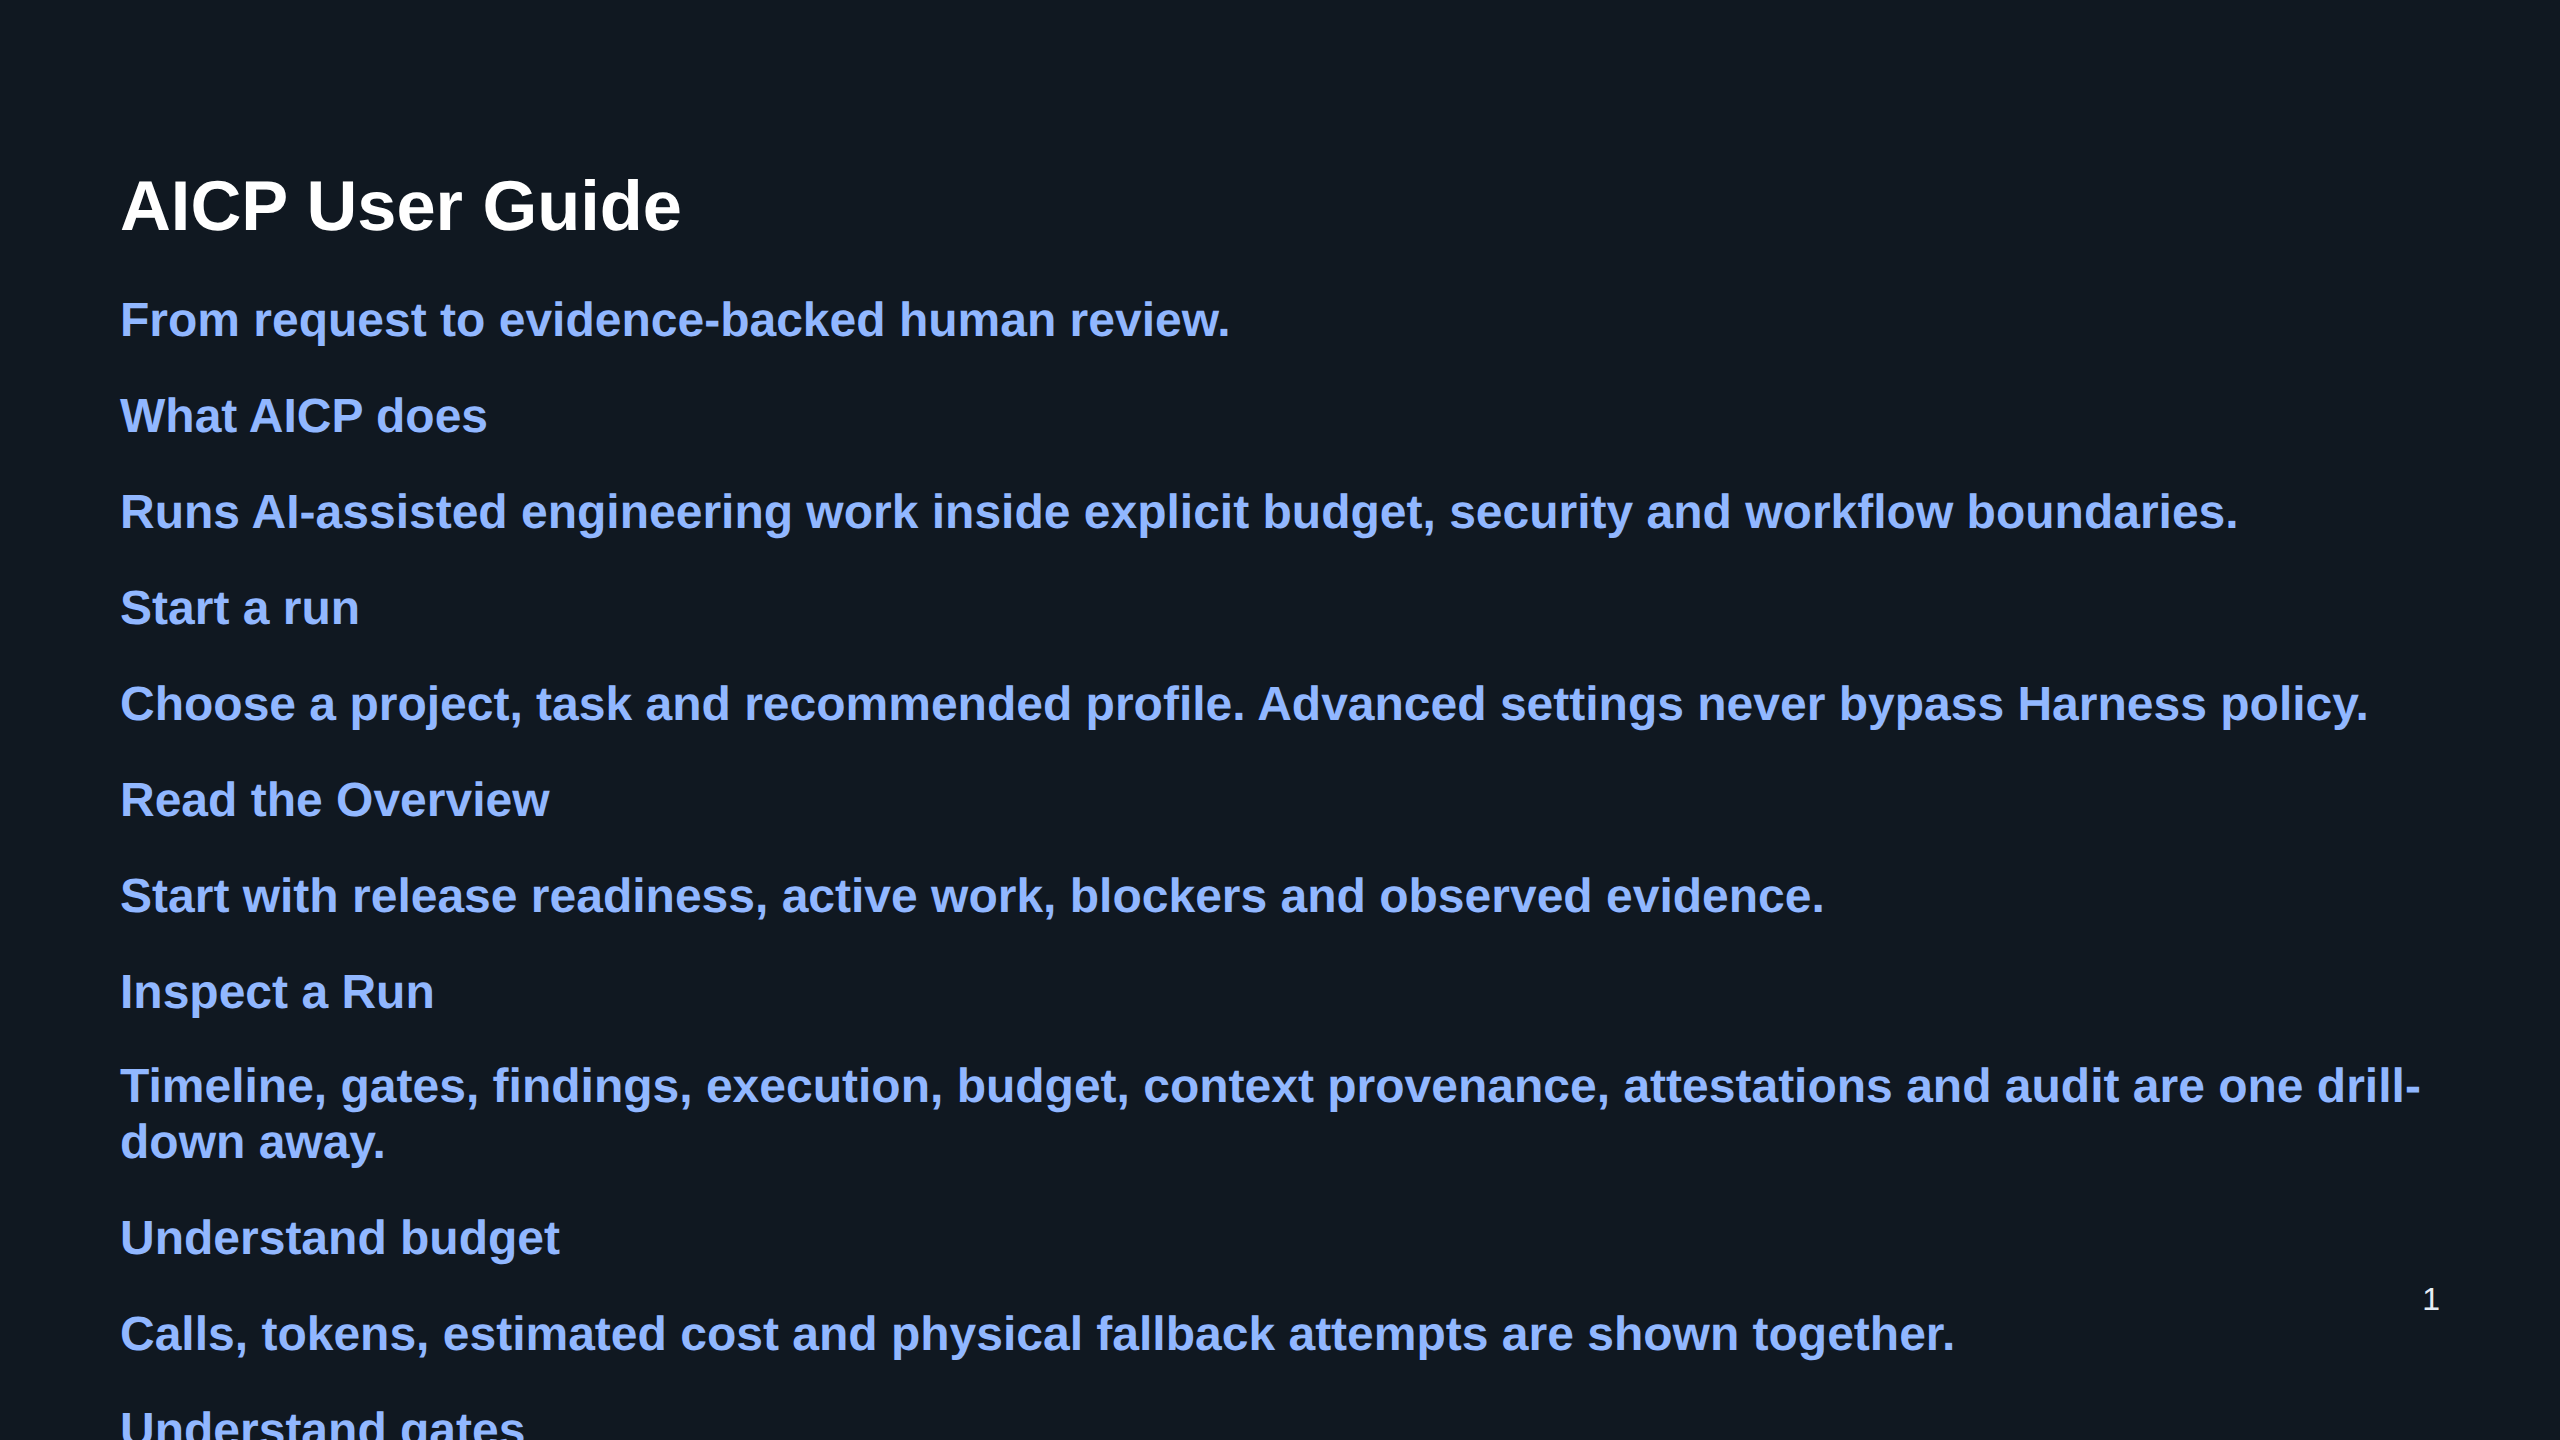 AICP User Guide
From request to evidence-backed human review.
What AICP does
Runs AI-assisted engineering work inside explicit budget, security and workflow boundaries.
Start a run
Choose a project, task and recommended profile. Advanced settings never bypass Harness policy.
Read the Overview
Start with release readiness, active work, blockers and observed evidence.
Inspect a Run
Timeline, gates, findings, execution, budget, context provenance, attestations and audit are one drill-
down away.
Understand budget
1
Calls, tokens, estimated cost and physical fallback attempts are shown together.
Understand gates